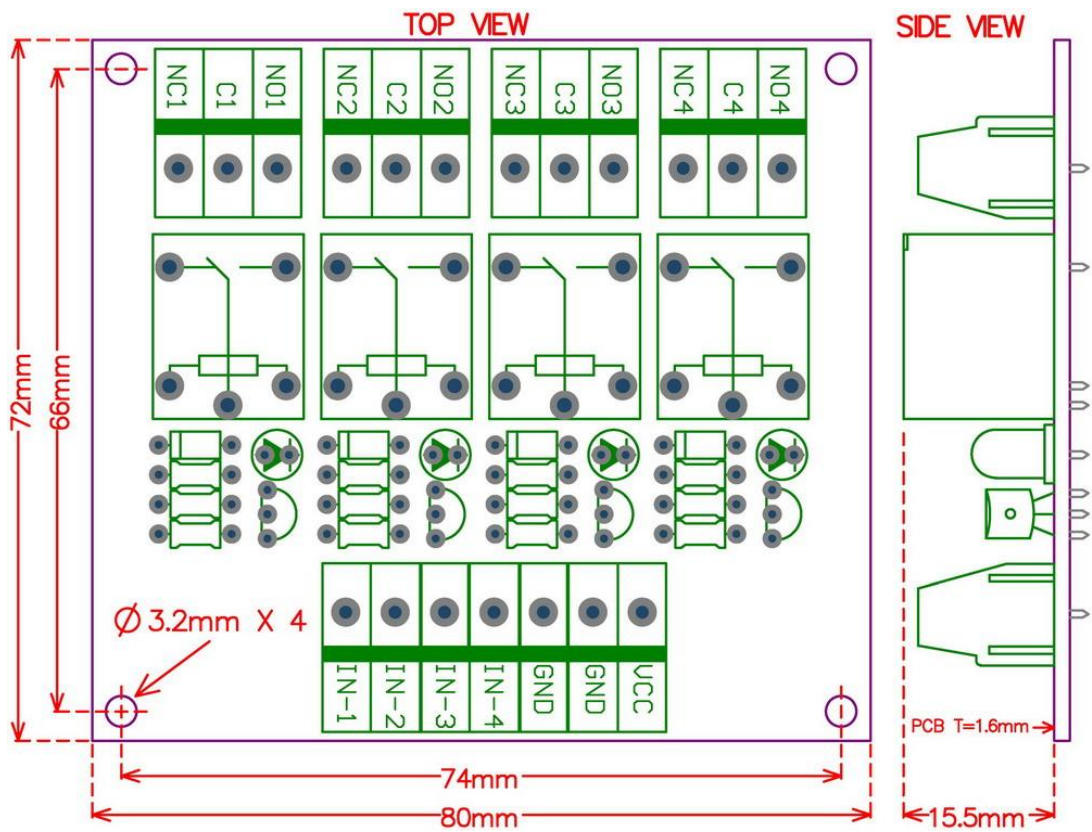 TOP VIEW
SIDE VIEW
NC1 C1 NO1
NC2 C2 NO2
NC3 C3 NO3
NC4 C4 NO4
72mm
66mm
Ø 3.2mm X 4
IN-1 IN-2 IN-3 IN-4 GND GND VCC
PCB T=1.6mm
74mm
80mm
15.5mm